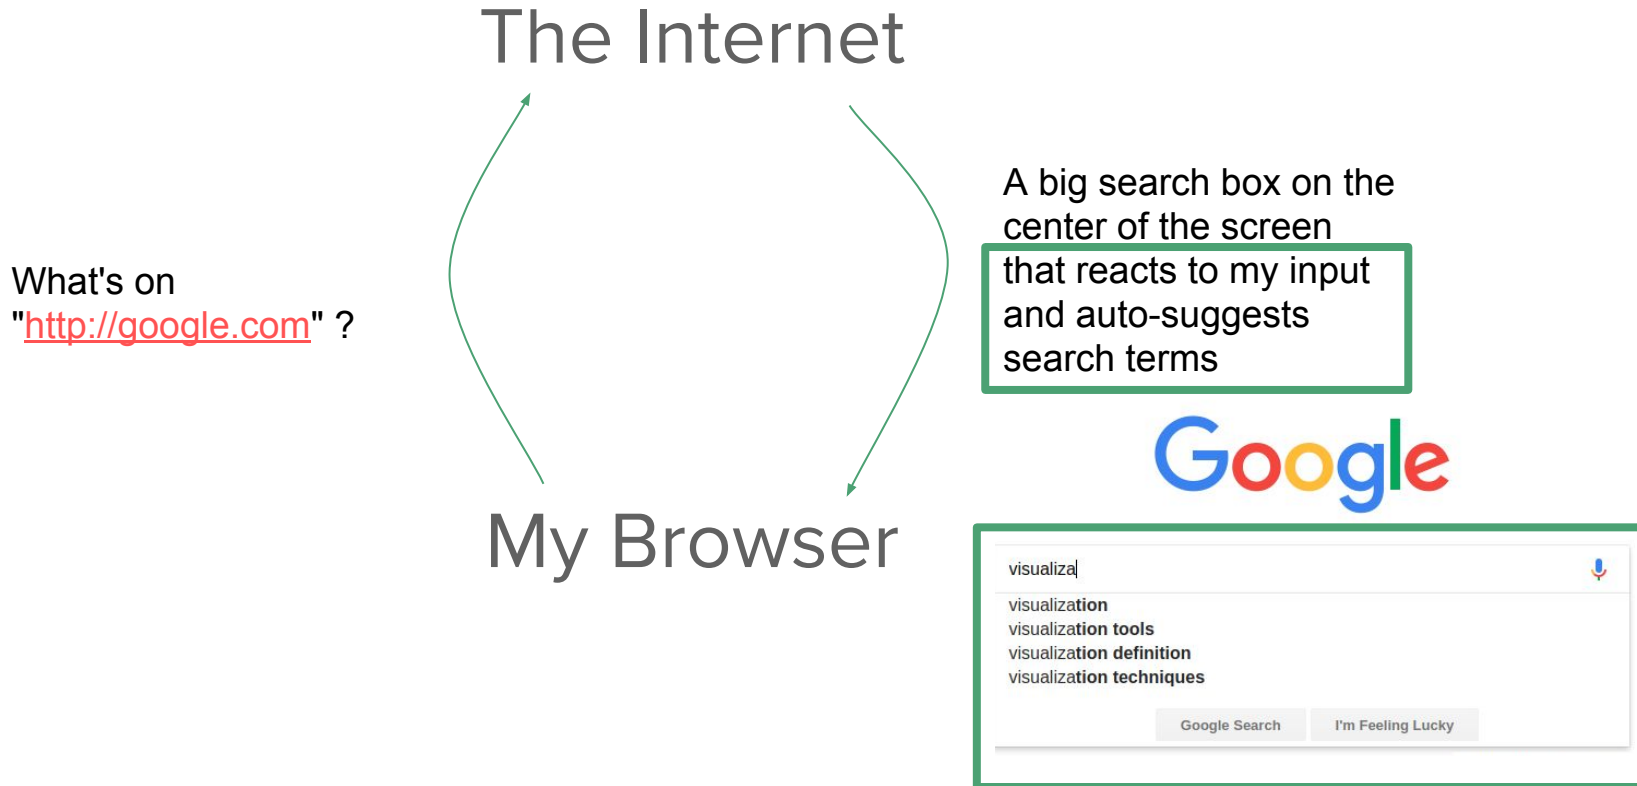 The Internet
What's on
"http://google.com" ?
A big search box on the
center of the screen
that reacts to my input
and auto-suggests
search terms
My Browser
Google
visualiza
visualization
visualization tools
visualization definition
visualization techniques
Google Search
I'm Feeling Lucky